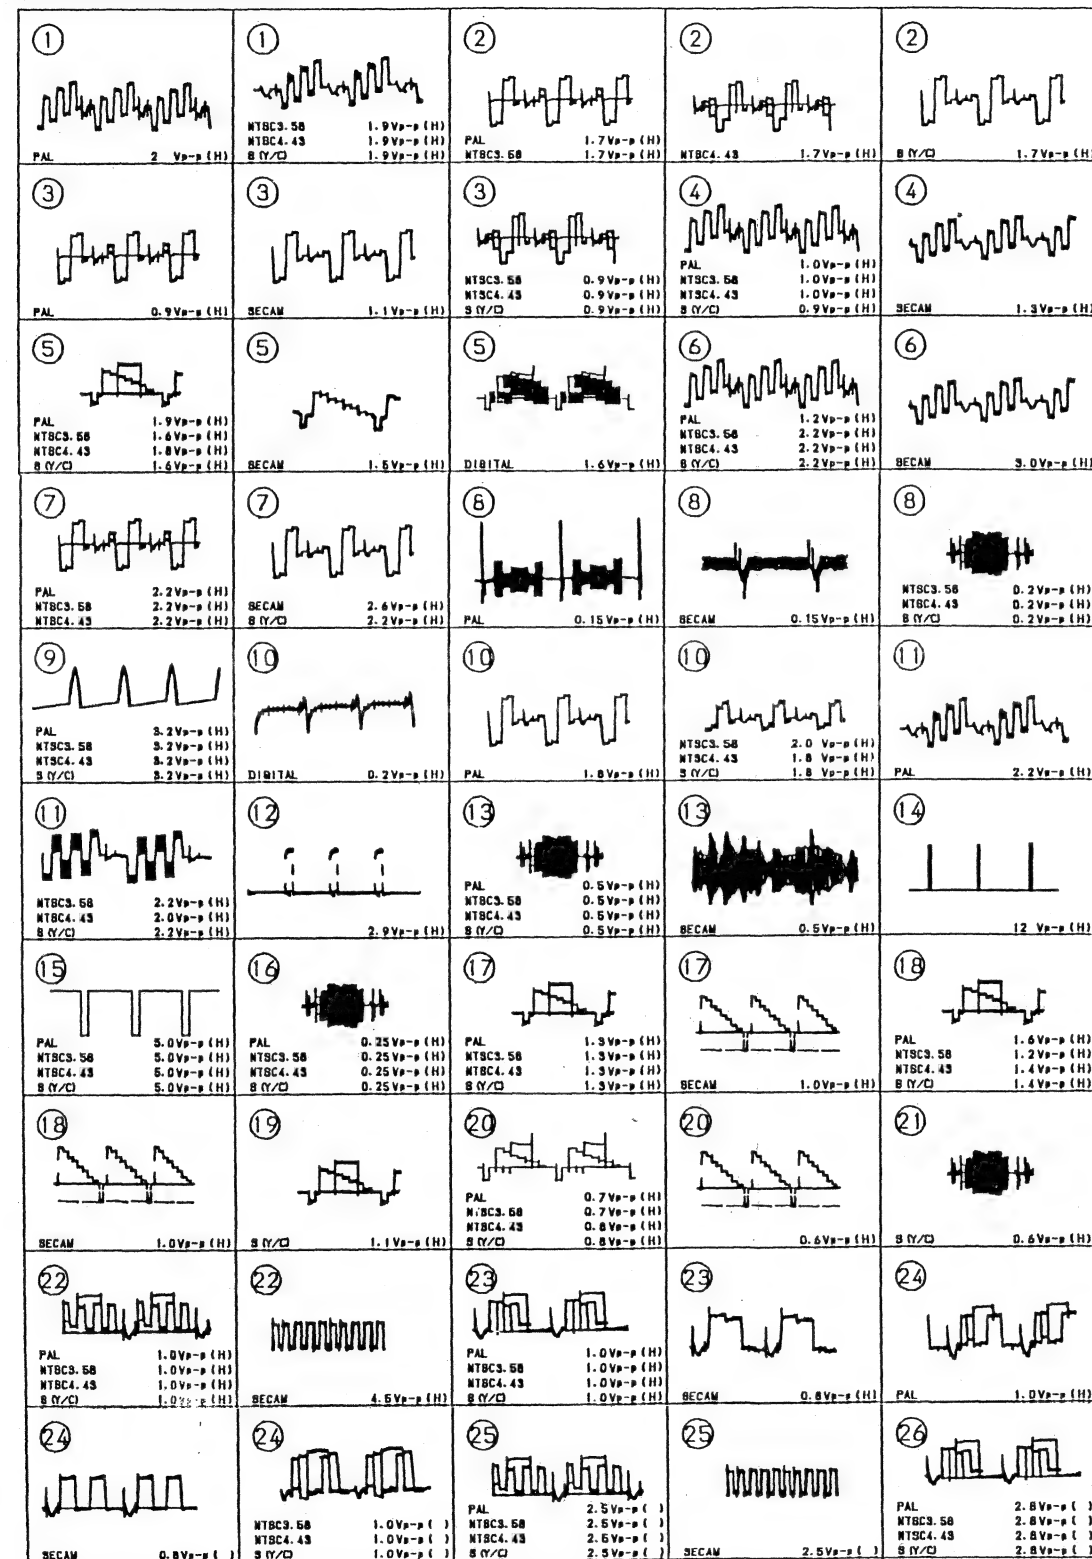 ①
PAL 2 Vp-p (H)
①
NTSC3.58 1.9Vp-p (H)
NTSC4.43 1.9Vp-p (H)
S (Y/C) 1.9Vp-p (H)
②
PAL 1.7Vp-p (H)
NTSC3.58 1.7Vp-p (H)
②
NTSC4.43 1.7Vp-p (H)
②
S (Y/C) 1.7Vp-p (H)
③
PAL 0.9Vp-p (H)
③
SECAM 1.1Vp-p (H)
③
NTSC3.58 0.9Vp-p (H)
NTSC4.43 0.9Vp-p (H)
S (Y/C) 0.9Vp-p (H)
④
PAL 1.0Vp-p (H)
NTSC3.58 1.0Vp-p (H)
NTSC4.43 1.0Vp-p (H)
S (Y/C) 0.9Vp-p (H)
④
SECAM 1.3Vp-p (H)
⑤
PAL 1.9Vp-p (H)
NTSC3.58 1.6Vp-p (H)
NTSC4.43 1.8Vp-p (H)
S (Y/C) 1.6Vp-p (H)
⑤
SECAM 1.5Vp-p (H)
⑤
DIGITAL 1.6Vp-p (H)
⑥
PAL 1.2Vp-p (H)
NTSC3.58 2.2Vp-p (H)
NTSC4.43 2.2Vp-p (H)
S (Y/C) 2.2Vp-p (H)
⑥
SECAM 3.0Vp-p (H)
⑦
PAL 2.2Vp-p (H)
NTSC3.58 2.2Vp-p (H)
NTSC4.43 2.2Vp-p (H)
⑦
SECAM 2.6Vp-p (H)
S (Y/C) 2.2Vp-p (H)
⑧
PAL 0.15Vp-p (H)
⑧
SECAM 0.15Vp-p (H)
⑧
NTSC3.58 0.2Vp-p (H)
NTSC4.43 0.2Vp-p (H)
S (Y/C) 0.2Vp-p (H)
⑨
PAL 3.2Vp-p (H)
NTSC3.58 3.2Vp-p (H)
NTSC4.43 3.2Vp-p (H)
S (Y/C) 3.2Vp-p (H)
⑩
DIGITAL 0.2Vp-p (H)
⑩
PAL 1.8Vp-p (H)
⑩
NTSC3.58 2.0 Vp-p (H)
NTSC4.43 1.8 Vp-p (H)
S (Y/C) 1.8 Vp-p (H)
⑪
PAL 2.2Vp-p (H)
⑪
NTSC3.58 2.2Vp-p (H)
NTSC4.43 2.0Vp-p (H)
S (Y/C) 2.2Vp-p (H)
⑫
2.9Vp-p (H)
⑬
PAL 0.5Vp-p (H)
NTSC3.58 0.5Vp-p (H)
NTSC4.43 0.5Vp-p (H)
S (Y/C) 0.5Vp-p (H)
⑬
SECAM 0.5Vp-p (H)
⑭
12 Vp-p (H)
⑮
PAL 5.0Vp-p (H)
NTSC3.58 5.0Vp-p (H)
NTSC4.43 5.0Vp-p (H)
S (Y/C) 5.0Vp-p (H)
⑯
PAL 0.25Vp-p (H)
NTSC3.58 0.25Vp-p (H)
NTSC4.43 0.25Vp-p (H)
S (Y/C) 0.25Vp-p (H)
⑰
PAL 1.3Vp-p (H)
NTSC3.58 1.3Vp-p (H)
NTSC4.43 1.3Vp-p (H)
S (Y/C) 1.3Vp-p (H)
⑰
SECAM 1.0Vp-p (H)
⑱
PAL 1.6Vp-p (H)
NTSC3.58 1.2Vp-p (H)
NTSC4.43 1.4Vp-p (H)
S (Y/C) 1.4Vp-p (H)
⑱
SECAM 1.0Vp-p (H)
⑲
S (Y/C) 1.1Vp-p (H)
⑳
PAL 0.7Vp-p (H)
NTSC3.58 0.7Vp-p (H)
NTSC4.43 0.8Vp-p (H)
S (Y/C) 0.8Vp-p (H)
⑳
0.6Vp-p (H)
㉑
S (Y/C) 0.6Vp-p (H)
㉒
PAL 1.0Vp-p (H)
NTSC3.58 1.0Vp-p (H)
NTSC4.43 1.0Vp-p (H)
S (Y/C) 1.0Vp-p (H)
㉒
SECAM 4.5Vp-p (H)
㉓
PAL 1.0Vp-p (H)
NTSC3.58 1.0Vp-p (H)
NTSC4.43 1.0Vp-p (H)
S (Y/C) 1.0Vp-p (H)
㉓
SECAM 0.8Vp-p (H)
㉔
PAL 1.0Vp-p (H)
㉔
SECAM 0.8Vp-p ( )
㉔
NTSC3.58 1.0Vp-p ( )
NTSC4.43 1.0Vp-p ( )
S (Y/C) 1.0Vp-p ( )
㉕
PAL 2.5Vp-p ( )
NTSC3.58 2.5Vp-p ( )
NTSC4.43 2.5Vp-p ( )
S (Y/C) 2.5Vp-p ( )
㉕
SECAM 2.5Vp-p ( )
㉖
PAL 2.8Vp-p ( )
NTSC3.58 2.8Vp-p ( )
NTSC4.43 2.8Vp-p ( )
S (Y/C) 2.8Vp-p ( )